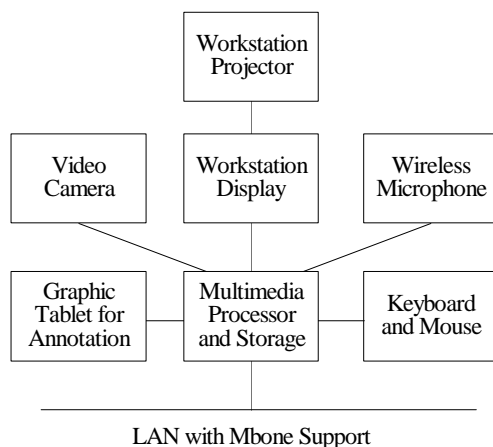 Workstation
Projector
Video
Camera
Workstation
Display
Wireless
Microphone
Graphic
Tablet for
Annotation
Multimedia
Processor
and Storage
Keyboard
and Mouse
LAN with Mbone Support